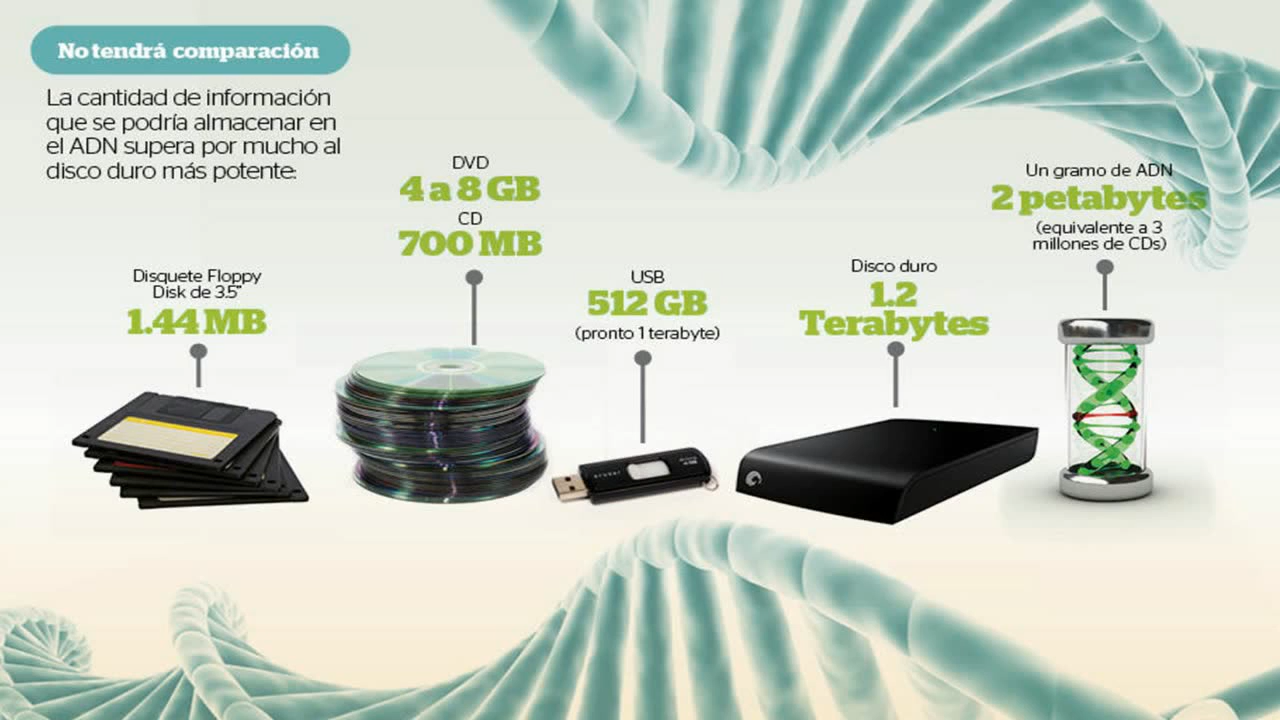 No tendrá comparación
La cantidad de información
que se podría almacenar en
el ADN supera por mucho al
disco duro más potente:
Disquete Floppy
Disk de 3.5"
1.44 MB
DVD
4 a 8 GB
CD
700 MB
USB
512 GB
(pronto 1 terabyte)
Disco duro
1.2
Terabytes
Un gramo de ADN
2 petabytes
(equivalente a 3
millones de CDs)